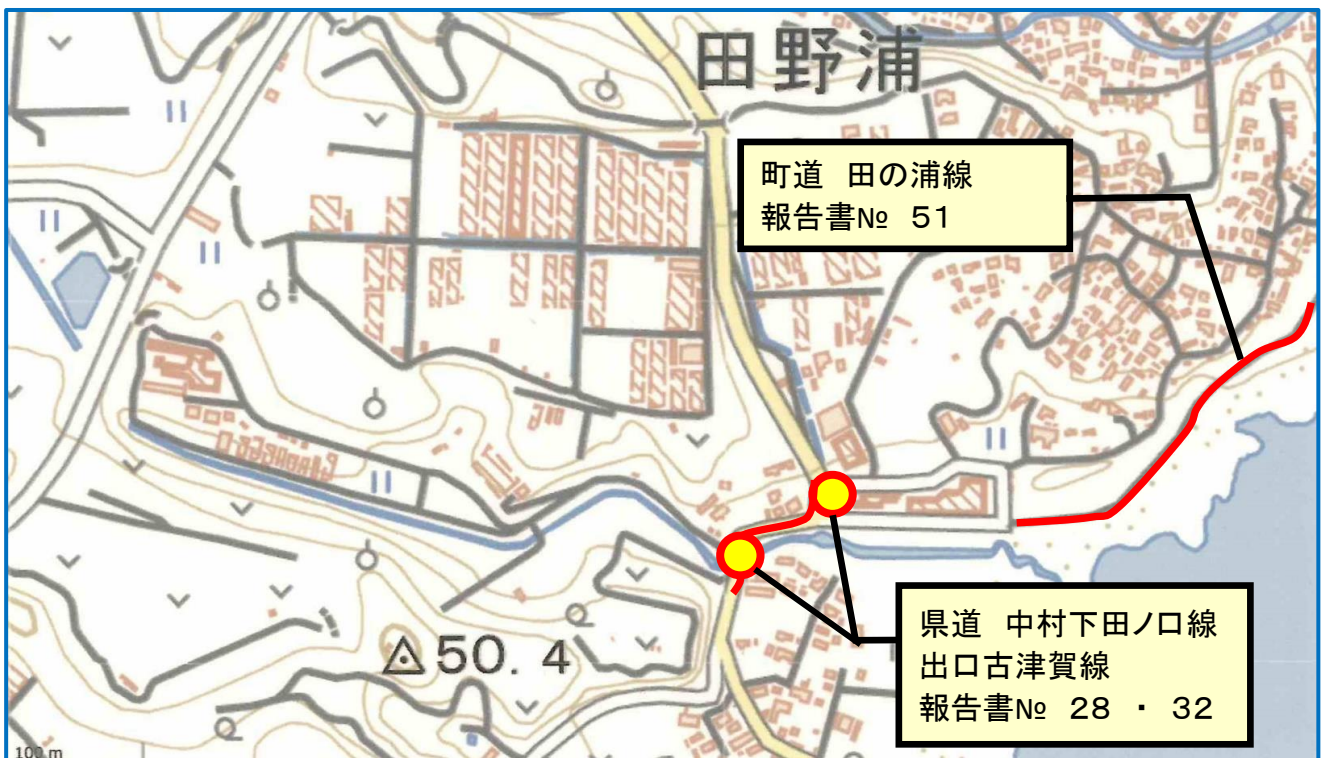 田野浦
町道 田の浦線
報告書№ 51
△50.4
県道 中村下田ノ口線
出口古津賀線
報告書№ 28 ・ 32
100 m